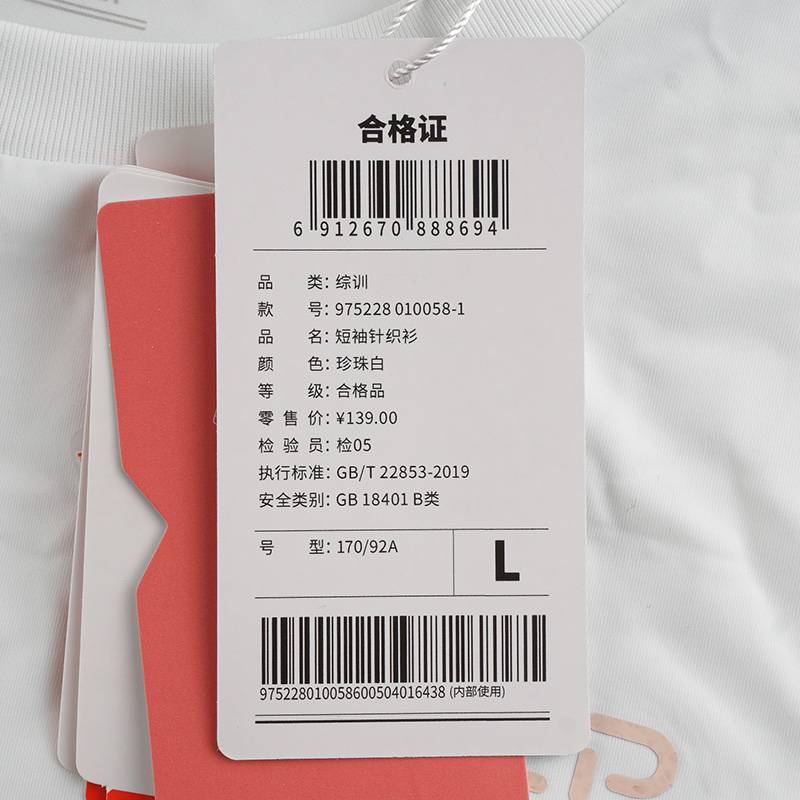 合格证
6 912670 888694
品类：综训
款号：975228 010058-1
品名：短袖针织衫
颜色：珍珠白
等级：合格品
零售价：¥139.00
检验员：检05
执行标准：GB/T 22853-2019
安全类别：GB 18401 B类
号型：170/92A
L
975228010058600504016438 (内部使用)